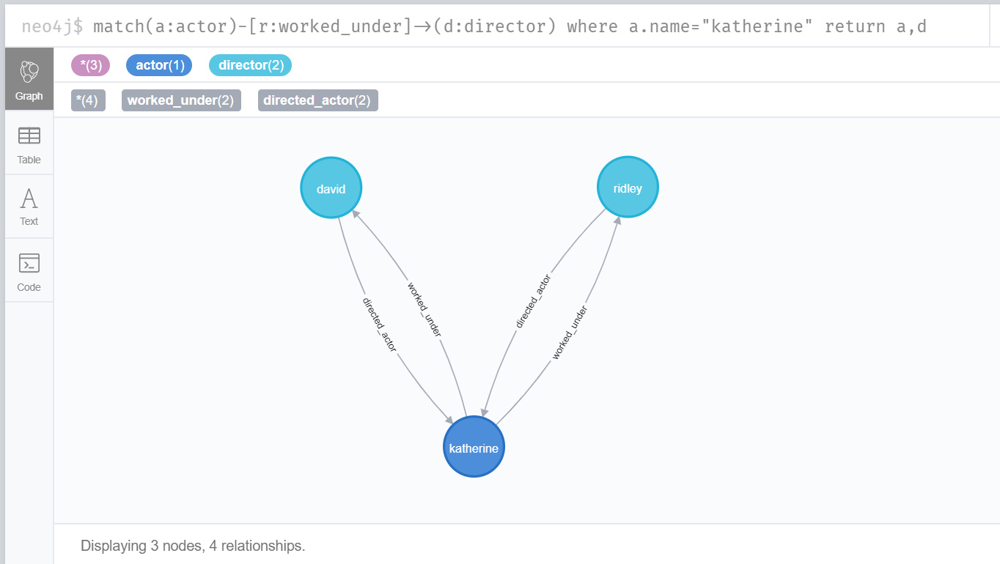 neo4j$ match(a:actor)-[r:worked_under]→(d:director) where a.name="katherine" return a,d
*(3) actor(1) director(2)
Graph
*(4) worked_under(2) directed_actor(2)
Table
Text
Code
david
ridley
directed_actor
worked_under
directed_actor
worked_under
katherine
Displaying 3 nodes, 4 relationships.